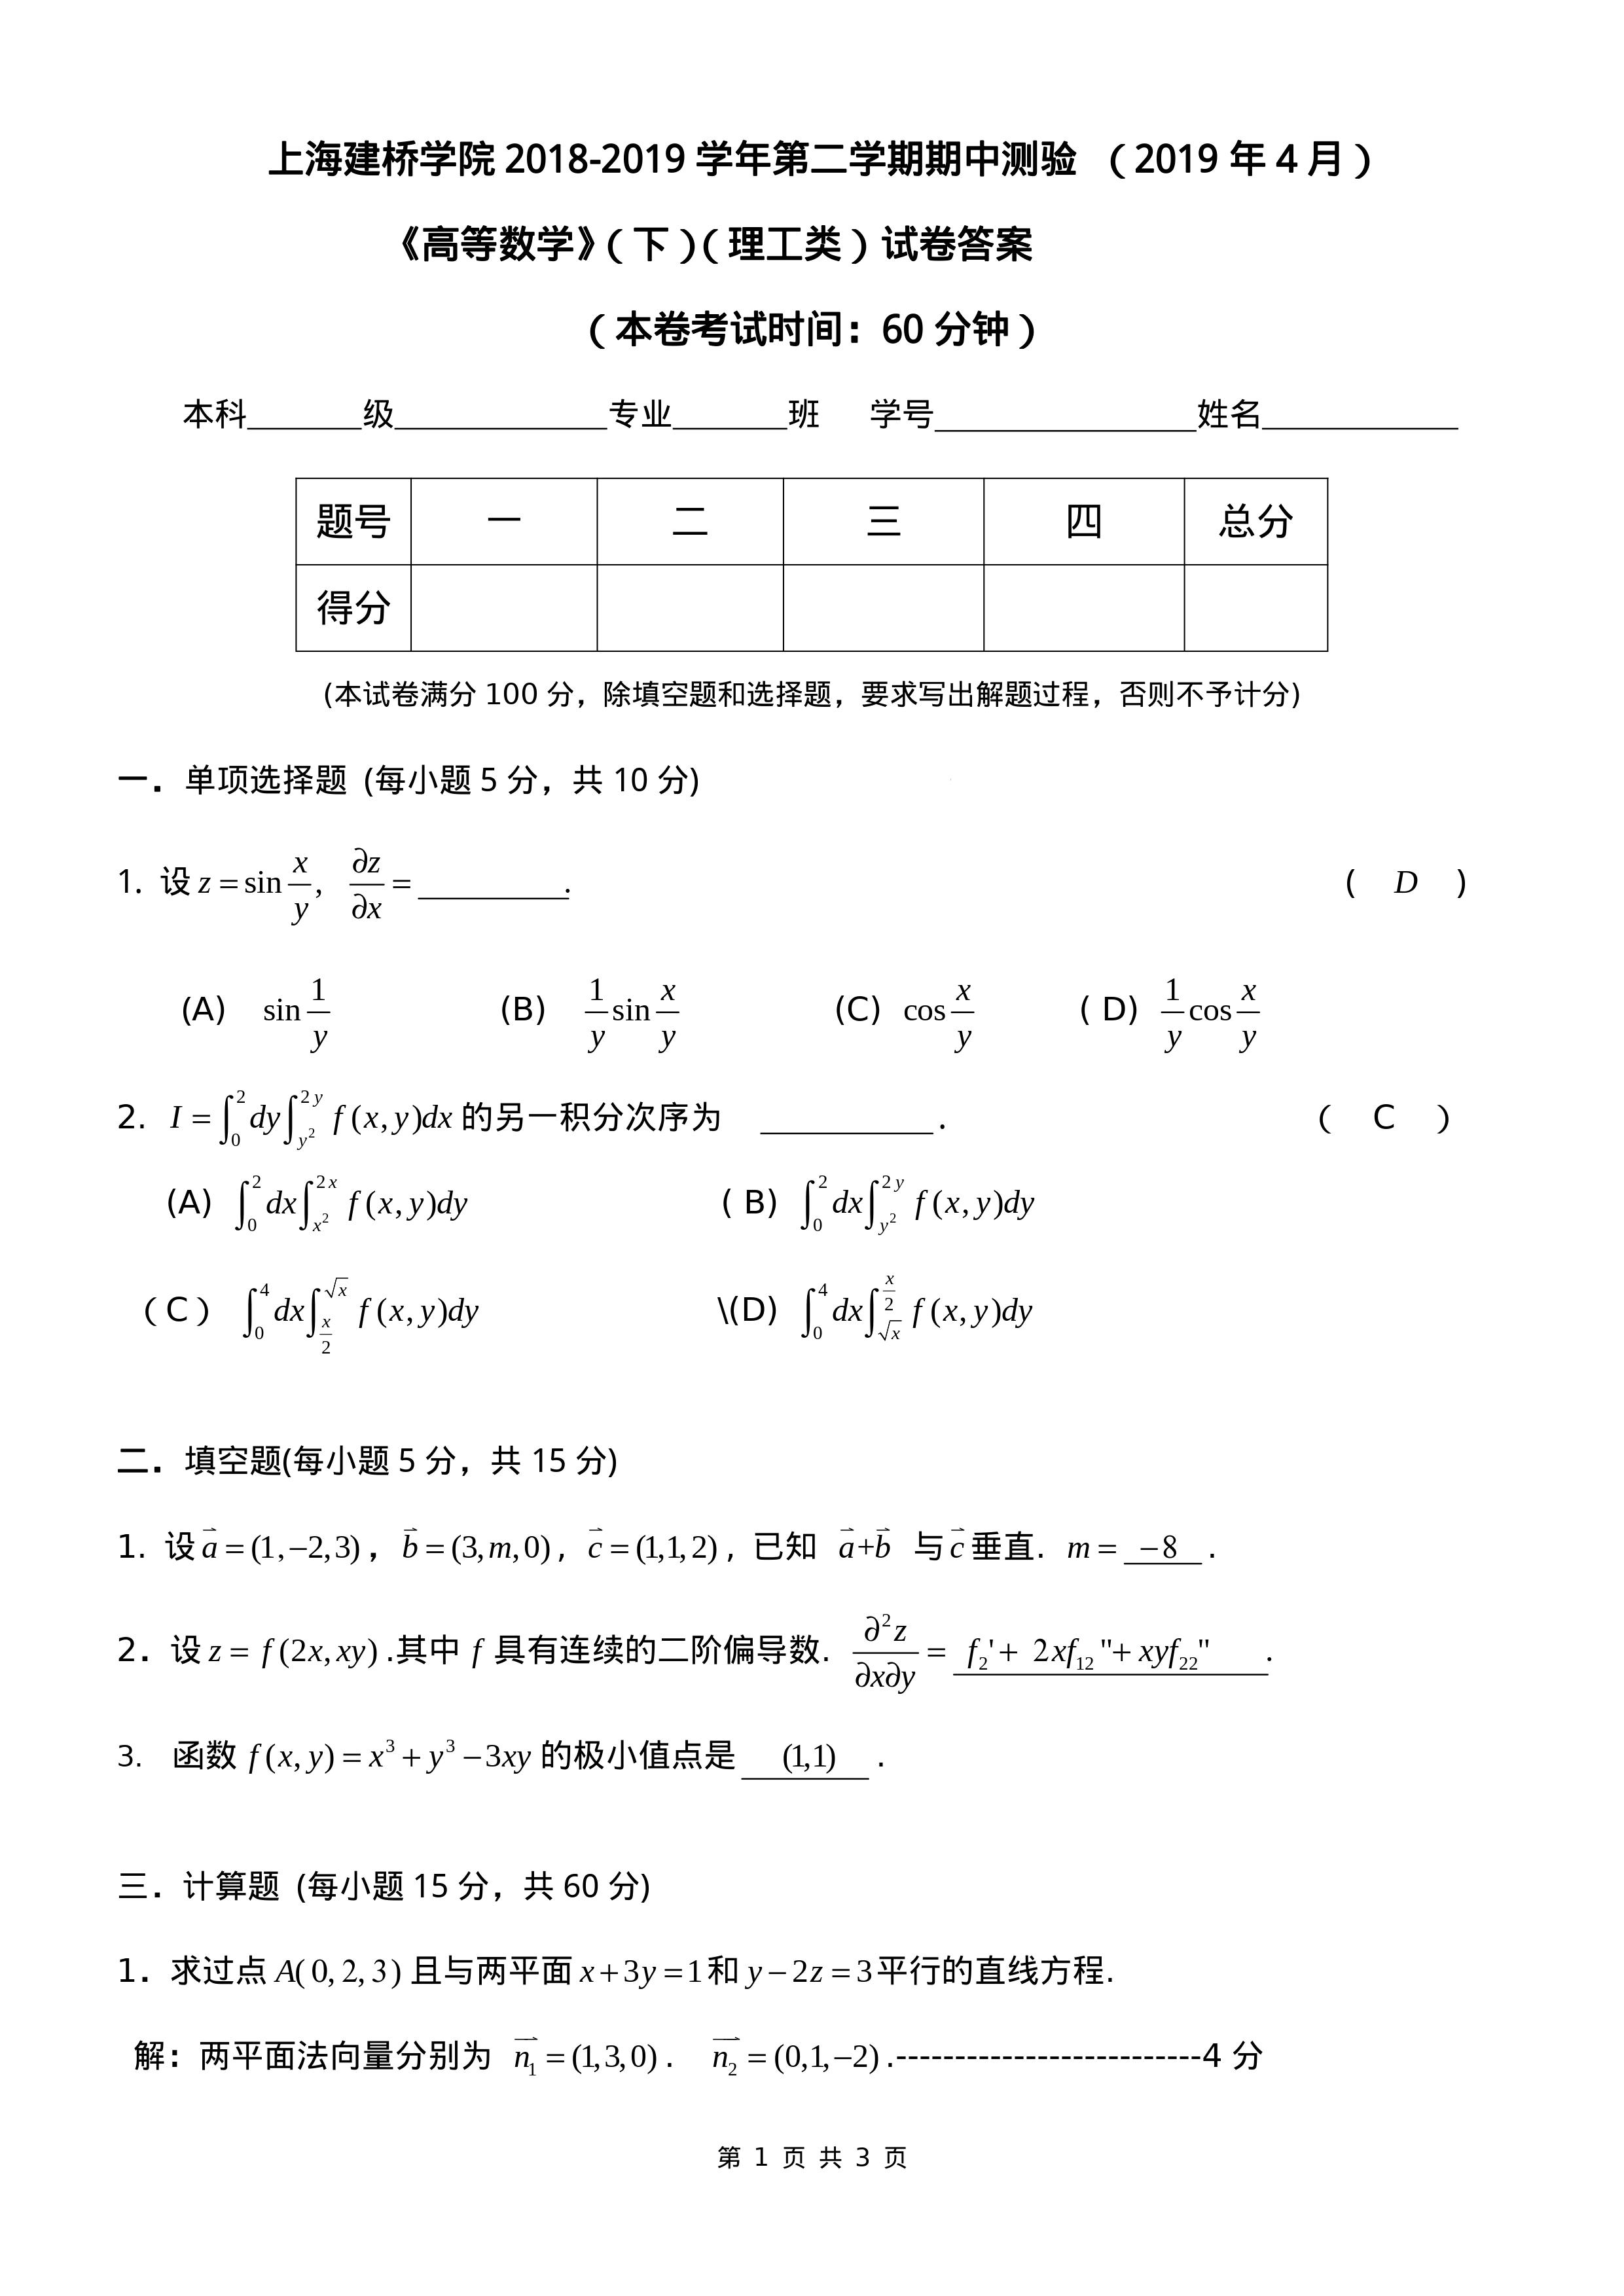 上海建桥学院 2018-2019 学年第二学期期中测验 （2019 年 4 月）
《高等数学》（下）（理工类）试卷答案
（本卷考试时间：60 分钟）
本科_______级_____________专业_______班 学号________________姓名____________
题号 一 二 三 四 总分
得分
(本试卷满分 100 分，除填空题和选择题，要求写出解题过程，否则不予计分)
一．单项选择题 (每小题 5 分，共 10 分)
1. 设 $z=\sin\frac{x}{y}$, $\frac{\partial z}{\partial x}=$_________. ( D )
(A) $\sin\frac{1}{y}$ (B) $\frac{1}{y}\sin\frac{x}{y}$ (C) $\cos\frac{x}{y}$ ( D) $\frac{1}{y}\cos\frac{x}{y}$
2. $I=\int_{0}^{2}dy\int_{y^2}^{2y}f(x,y)dx$ 的另一积分次序为 __________. （ C ）
(A) $\int_{0}^{2}dx\int_{x^2}^{2x}f(x,y)dy$ ( B) $\int_{0}^{2}dx\int_{y^2}^{2y}f(x,y)dy$
（C） $\int_{0}^{4}dx\int_{\frac{x}{2}}^{\sqrt{x}}f(x,y)dy$ \(D) $\int_{0}^{4}dx\int_{\sqrt{x}}^{\frac{x}{2}}f(x,y)dy$
二．填空题(每小题 5 分，共 15 分)
1. 设 $\vec{a}=(1,-2,3)$，$\vec{b}=(3,m,0)$, $\vec{c}=(1,1,2)$, 已知 $\vec{a}+\vec{b}$ 与 $\vec{c}$ 垂直. $m=$ $-8$ .
2．设 $z=f(2x,xy)$ .其中 $f$ 具有连续的二阶偏导数. $\frac{\partial^2 z}{\partial x\partial y}=$ $f_2'+2xf_{12}''+xyf_{22}''$ .
3. 函数 $f(x,y)=x^3+y^3-3xy$ 的极小值点是 $(1,1)$ .
三．计算题 (每小题 15 分，共 60 分)
1．求过点 $A(0,2,3)$ 且与两平面 $x+3y=1$ 和 $y-2z=3$ 平行的直线方程.
解：两平面法向量分别为 $\vec{n_1}=(1,3,0)$ . $\vec{n_2}=(0,1,-2)$ .--------------------------4 分
第 1 页 共 3 页